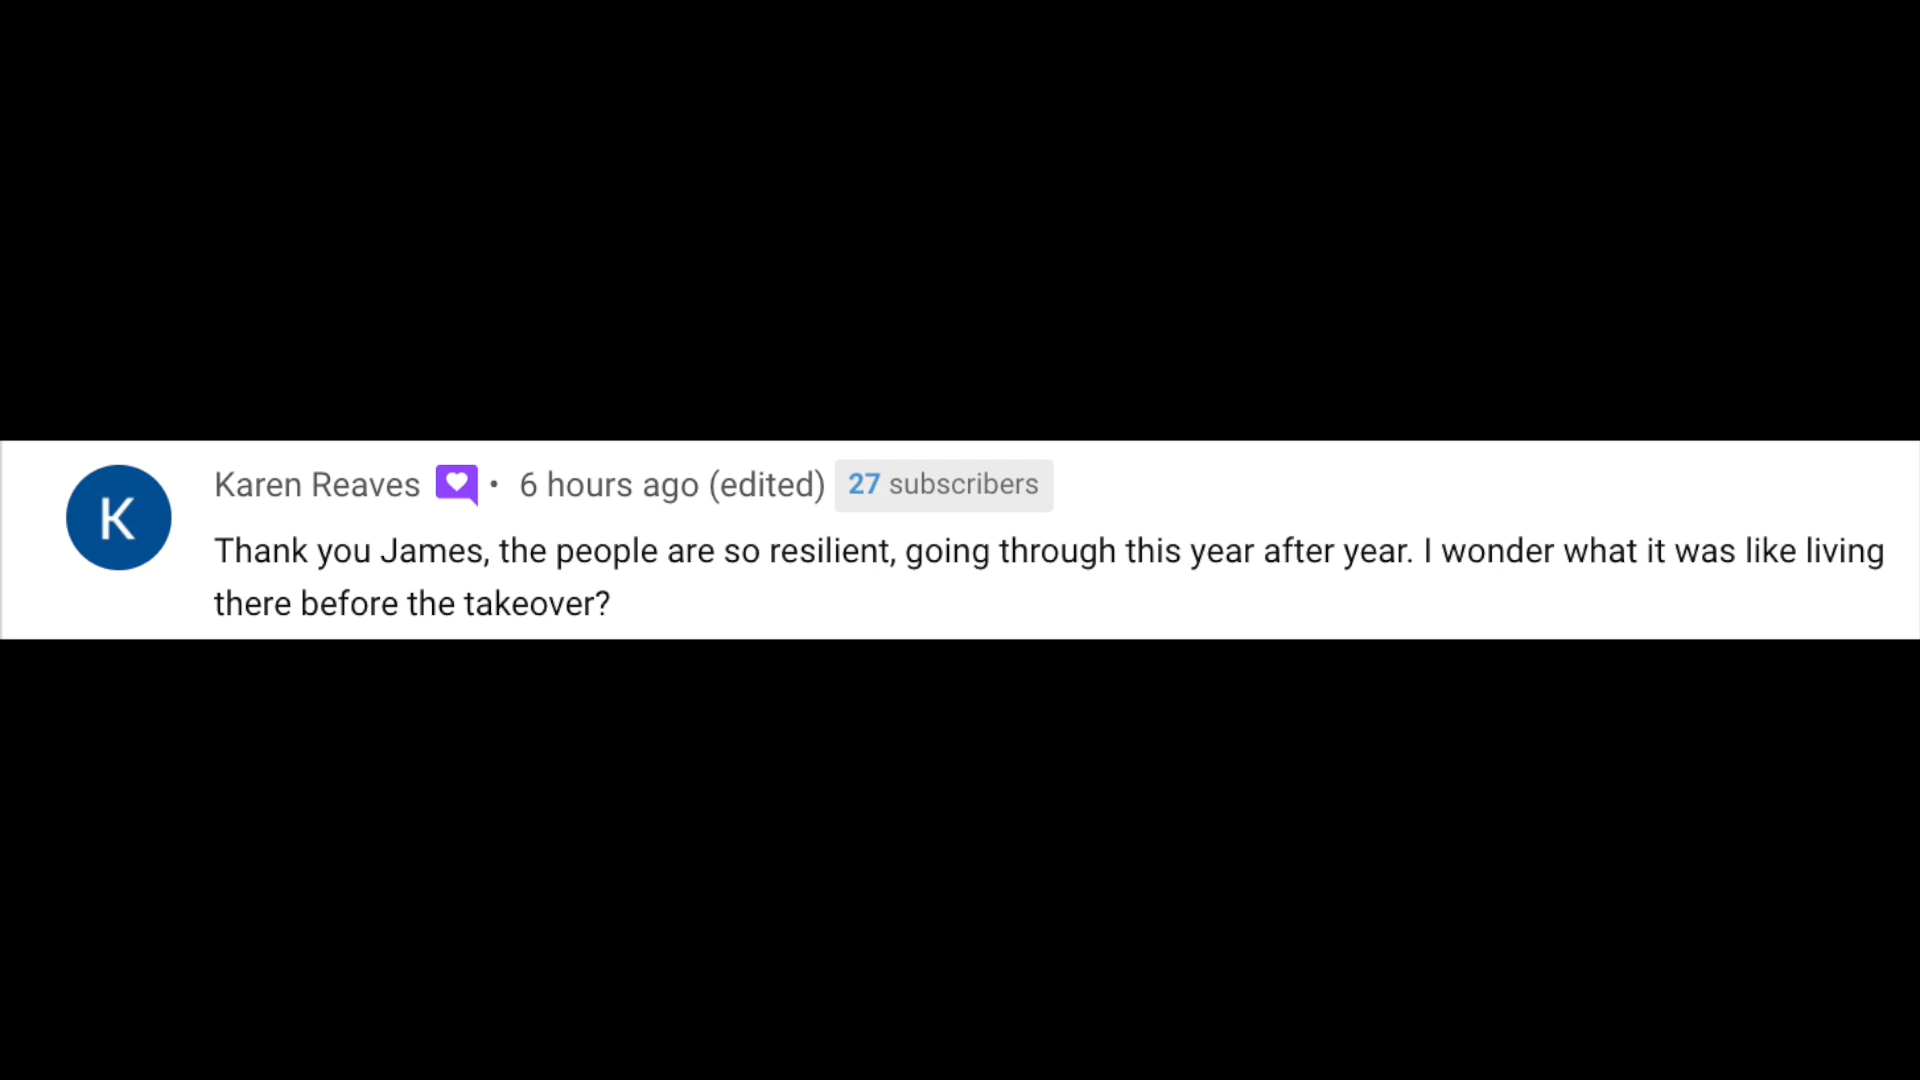 K
Karen Reaves • 6 hours ago (edited) 27 subscribers
Thank you James, the people are so resilient, going through this year after year. I wonder what it was like living
there before the takeover?